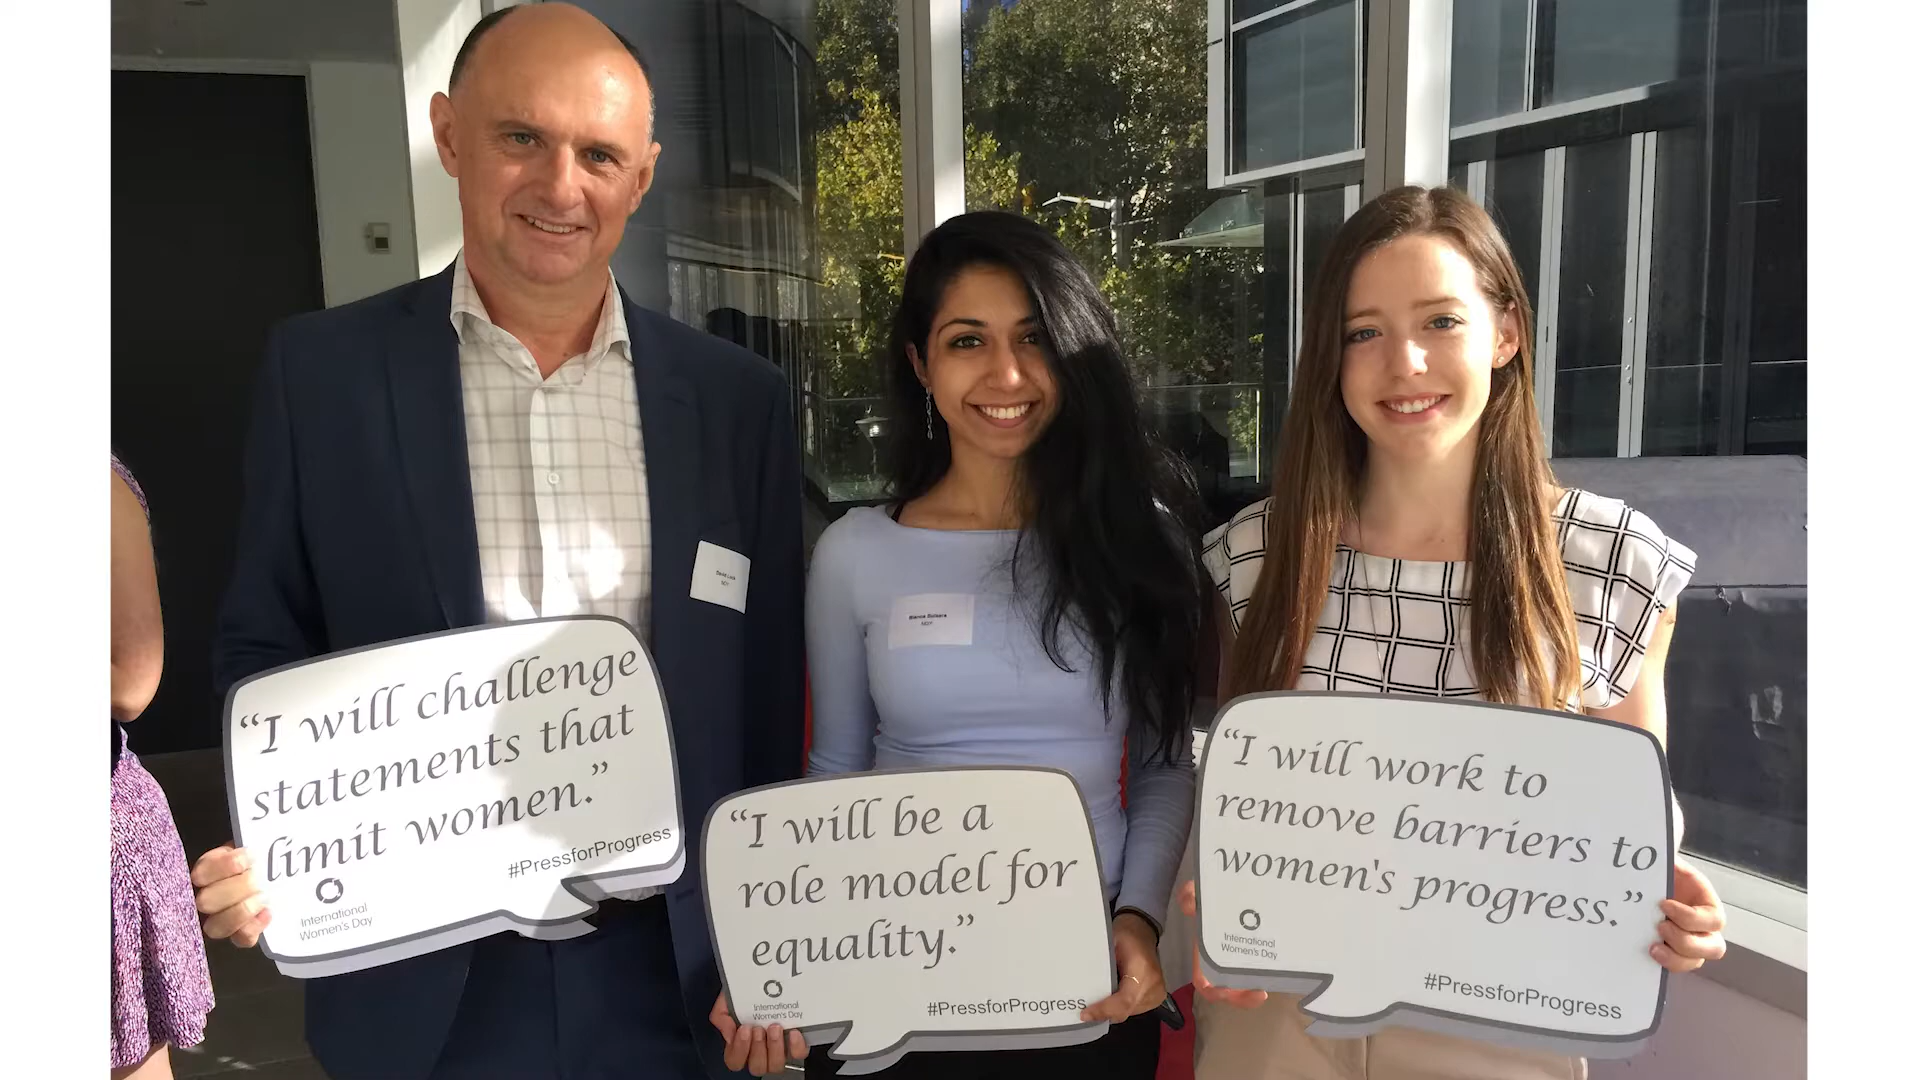 “I will challenge
statements that
limit women.”
#PressforProgress
International
Women's Day
“I will be a
role model for
equality.”
#PressforProgress
International
Women's Day
“I will work to
remove barriers to
women's progress.”
#PressforProgress
International
Women's Day